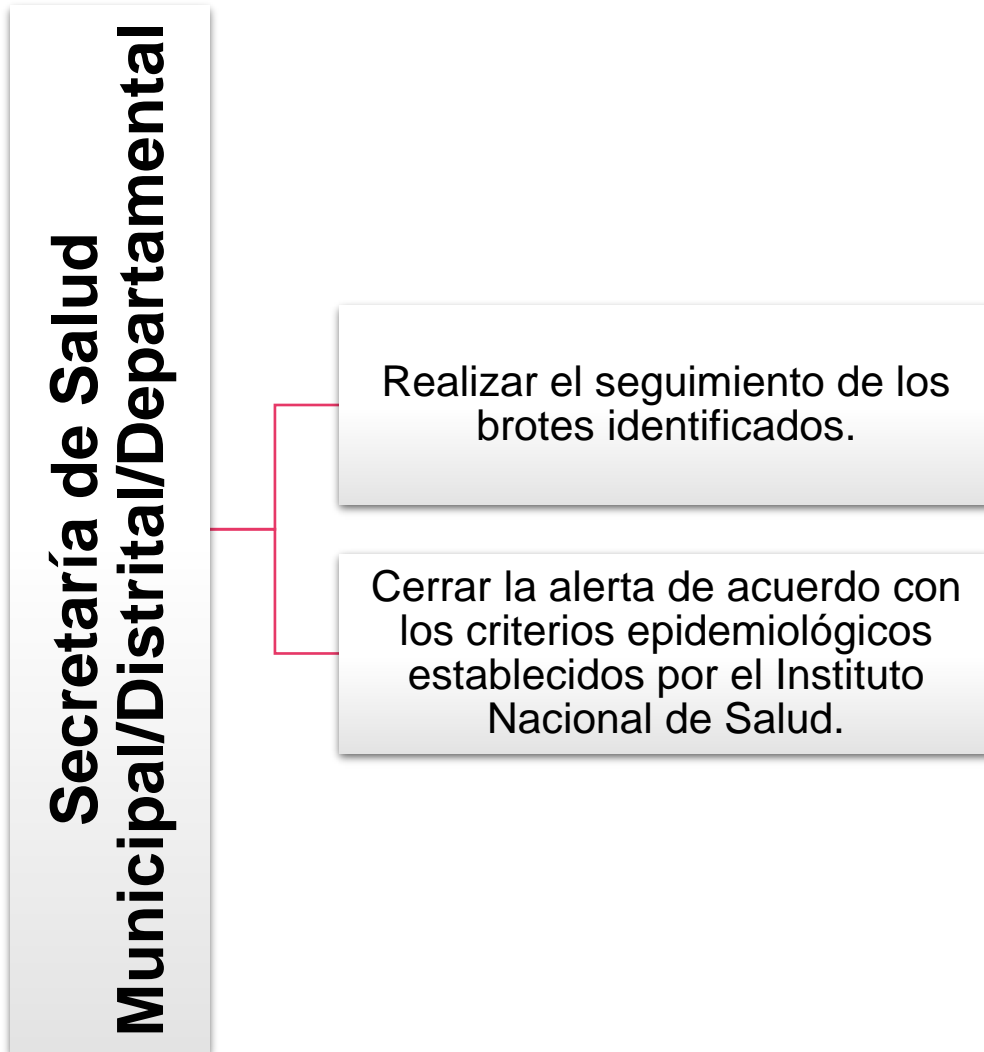 Secretaría de Salud
Municipal/Distrital/Departamental
Realizar el seguimiento de los
brotes identificados.
Cerrar la alerta de acuerdo con
los criterios epidemiológicos
establecidos por el Instituto
Nacional de Salud.